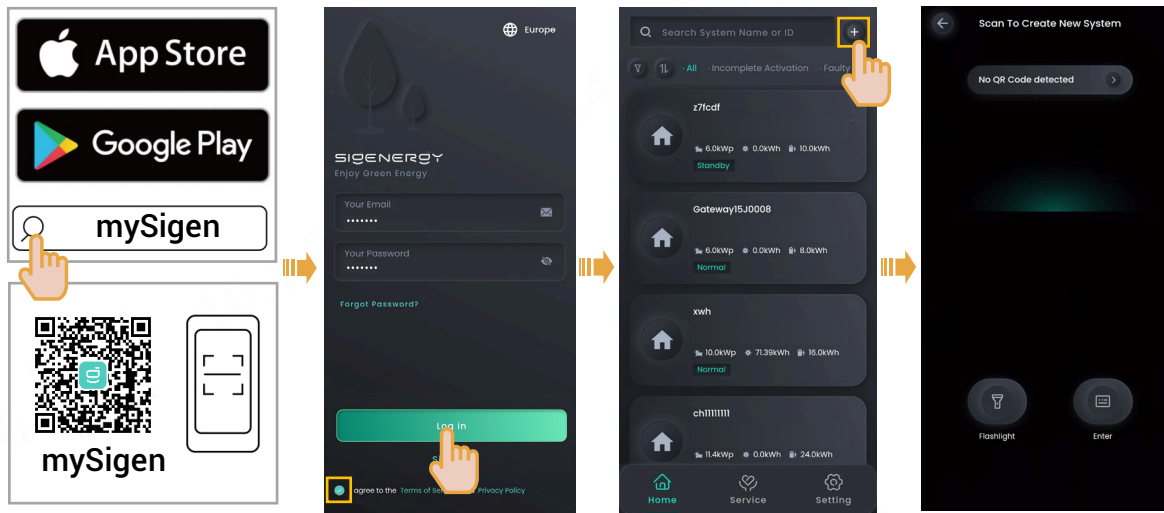 App Store
Google Play
mySigen
mySigen
Europe
SIGENERGY
Enjoy Green Energy
Your Email
•••••••
Your Password
•••••••
Forgot Password?
Log in
agree to the Terms of Privacy Policy
Search System Name or ID
All Incomplete Activation Faulty
z7fcdf
6.0kWp 0.0kWh 10.0kWh
Standby
Gateway15J0008
6.0kWp 0.0kWh 8.0kWh
Normal
xwh
10.0kWp 71.39kWh 16.0kWh
Normal
ch11111111
11.4kWp 0.0kWh 24.0kWh
Home Service Setting
Scan To Create New System
No QR Code detected
Flashlight Enter